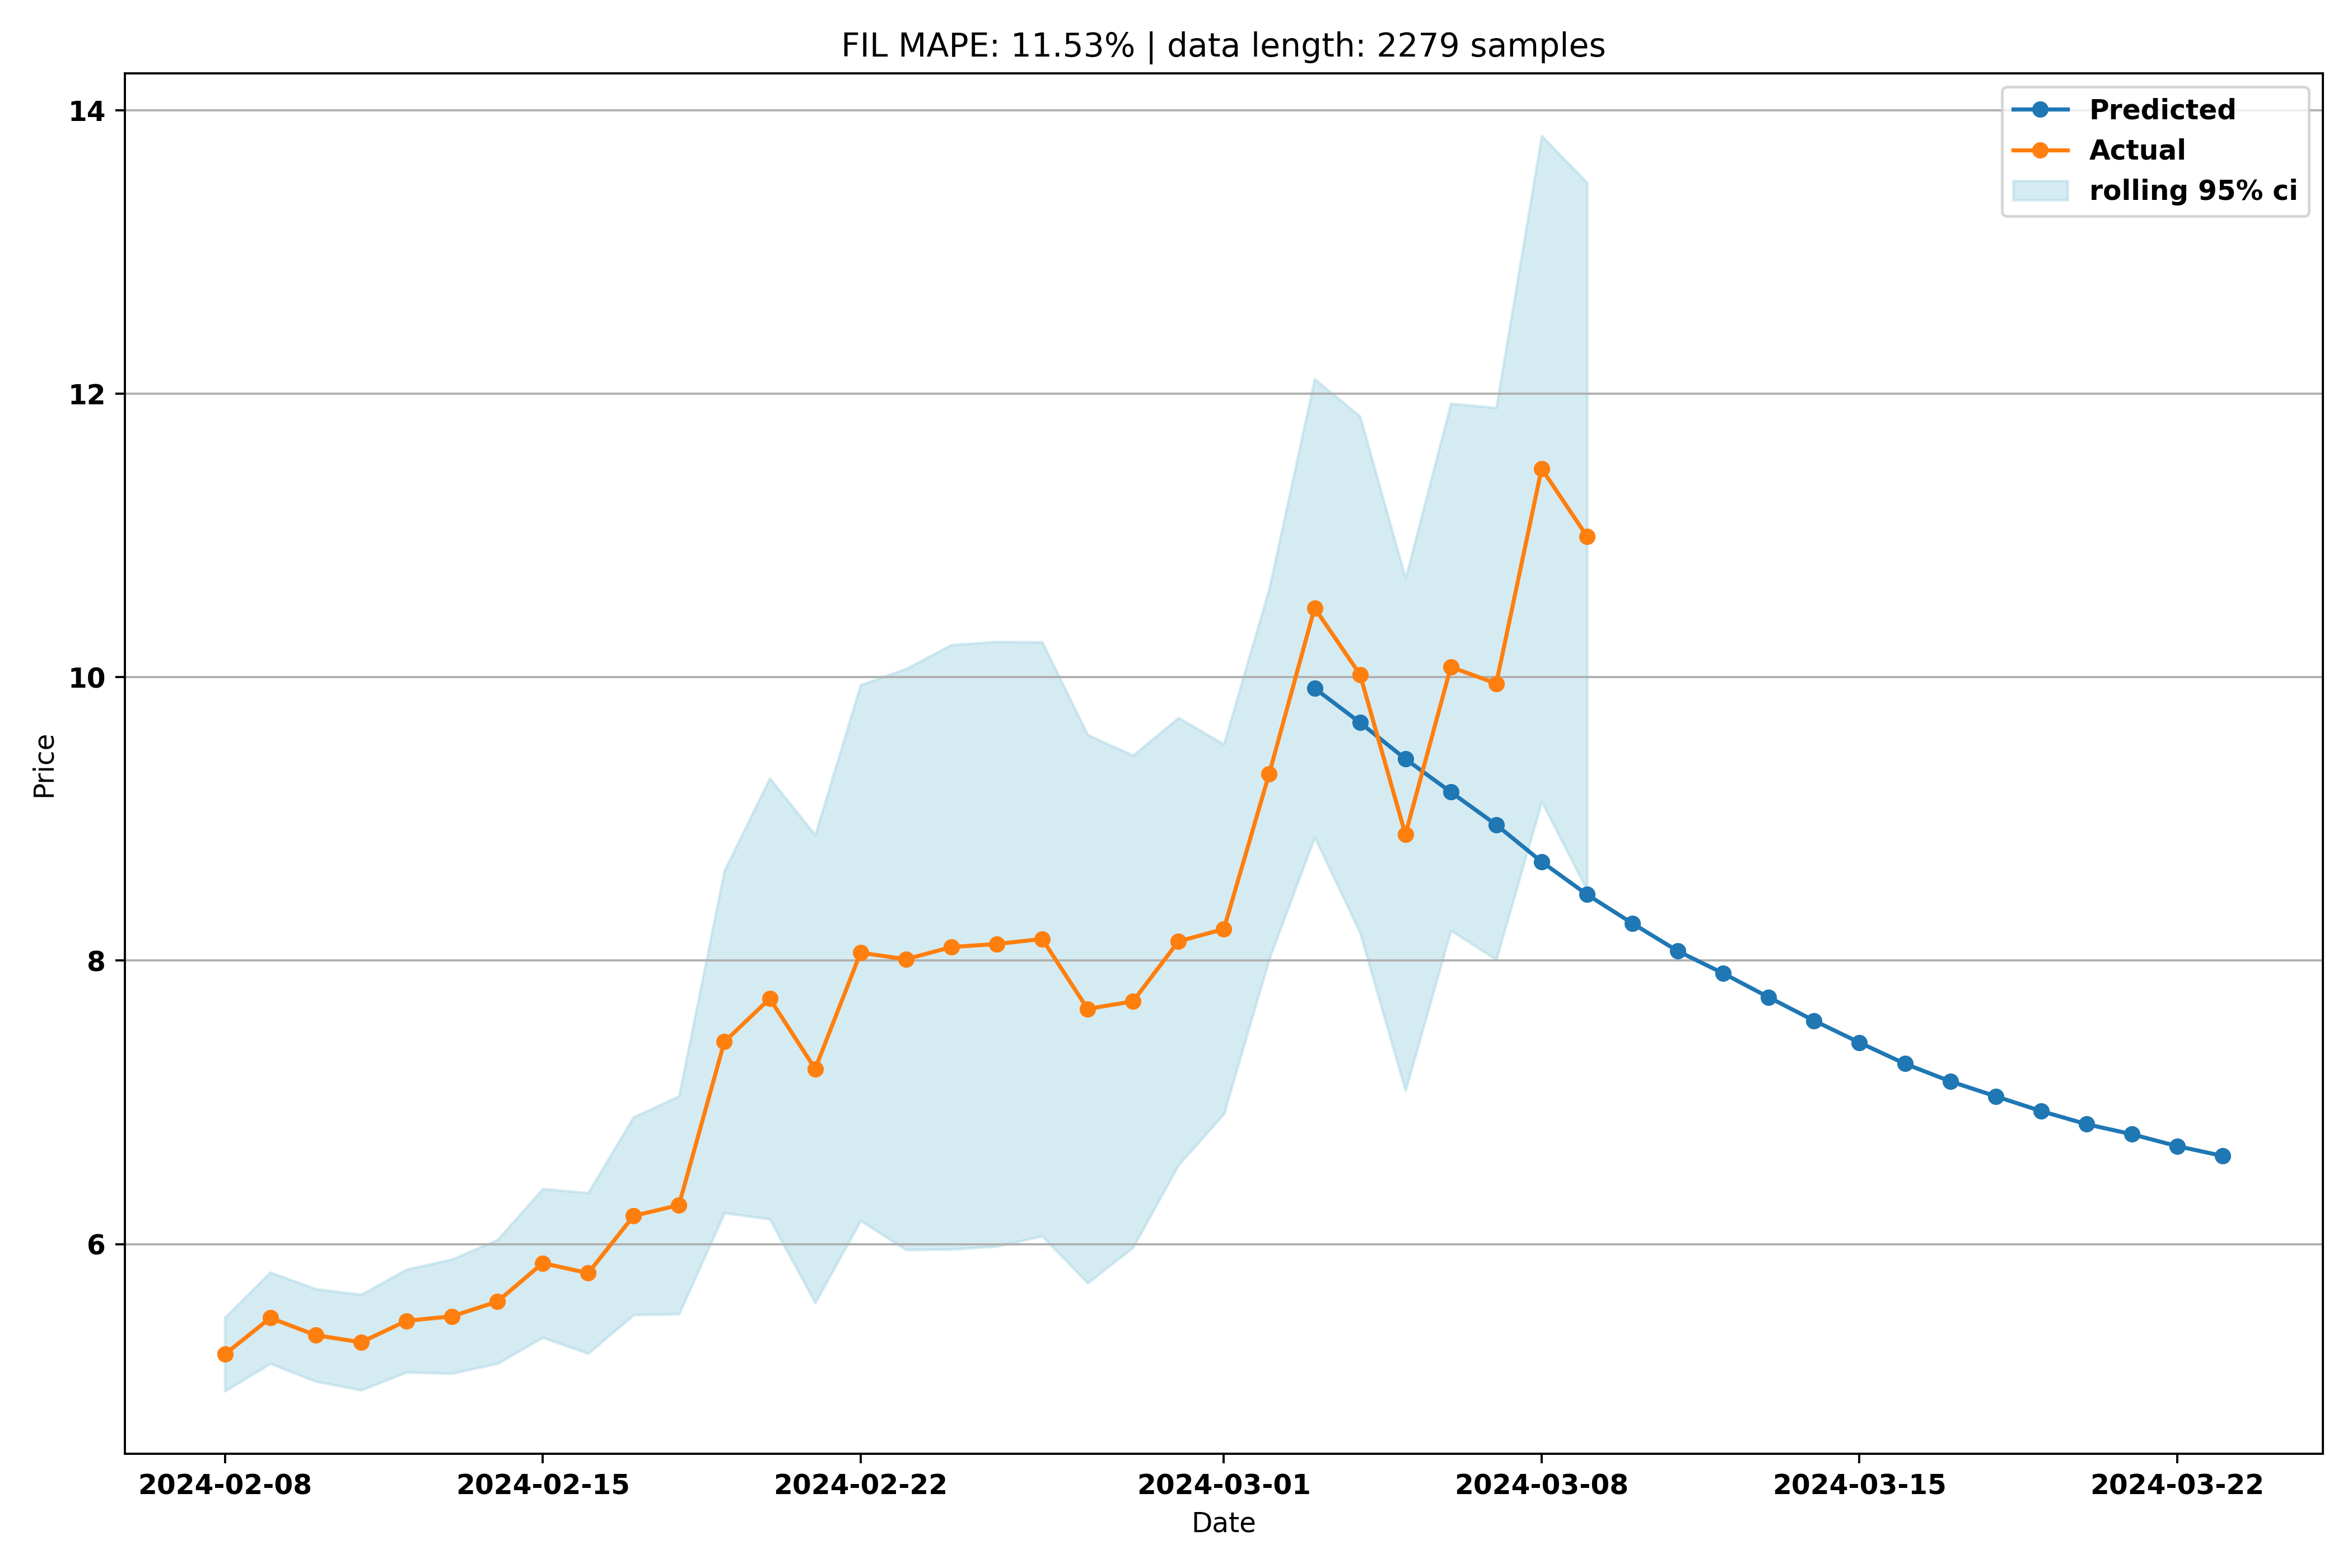 FIL MAPE: 11.53% | data length: 2279 samples
14
12
10
8
6
Price
Predicted
Actual
rolling 95% ci
2024-02-08
2024-02-15
2024-02-22
2024-03-01
2024-03-08
2024-03-15
2024-03-22
Date